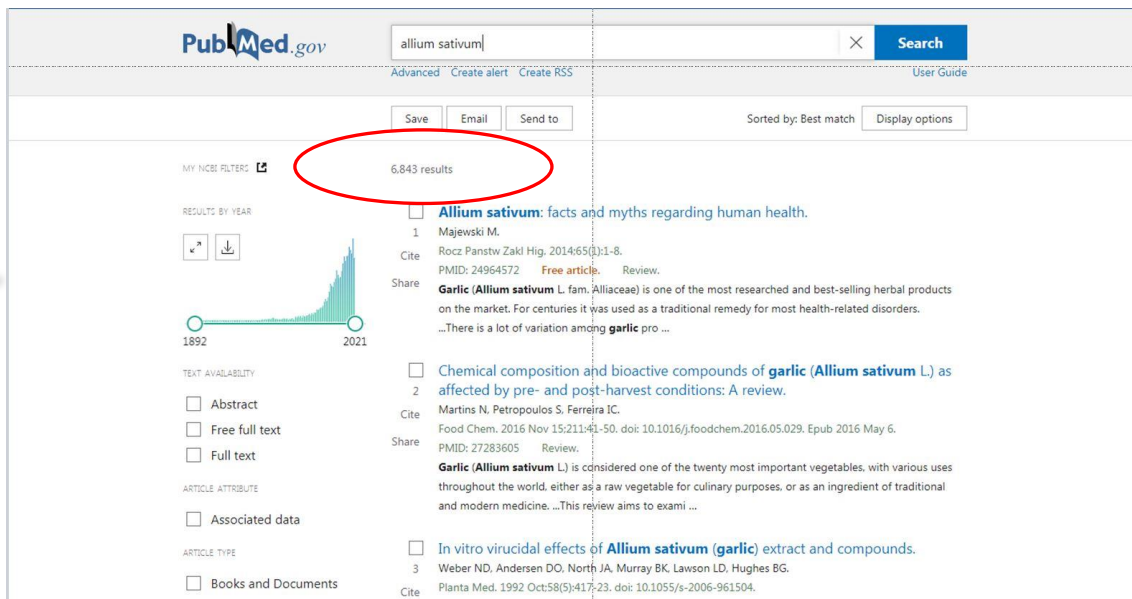 PubMed.gov
allium sativum
Search
Advanced Create alert Create RSS
User Guide
Save
Email
Send to
Sorted by: Best match
Display options
MY NCBI FILTERS
6,843 results
RESULTS BY YEAR
1892
2021
TEXT AVAILABILITY
Abstract
Free full text
Full text
ARTICLE ATTRIBUTE
Associated data
ARTICLE TYPE
Books and Documents
Allium sativum: facts and myths regarding human health.
1
Majewski M.
Cite
Rocz Panstw Zakl Hig. 2014;65(1):1-8.
PMID: 24964572 Free article. Review.
Share
Garlic (Allium sativum L. fam. Alliaceae) is one of the most researched and best-selling herbal products
on the market. For centuries it was used as a traditional remedy for most health-related disorders.
...There is a lot of variation among garlic pro ...
Chemical composition and bioactive compounds of garlic (Allium sativum L.) as
2
affected by pre- and post-harvest conditions: A review.
Martins N, Petropoulos S, Ferreira IC.
Cite
Food Chem. 2016 Nov 15;211:41-50. doi: 10.1016/j.foodchem.2016.05.029. Epub 2016 May 6.
Share
PMID: 27283605 Review.
Garlic (Allium sativum L.) is considered one of the twenty most important vegetables, with various uses
throughout the world, either as a raw vegetable for culinary purposes, or as an ingredient of traditional
and modern medicine. ...This review aims to exami ...
In vitro virucidal effects of Allium sativum (garlic) extract and compounds.
3
Weber ND, Andersen DO, North JA, Murray BK, Lawson LD, Hughes BG.
Cite
Planta Med. 1992 Oct;58(5):417-23. doi: 10.1055/s-2006-961504.